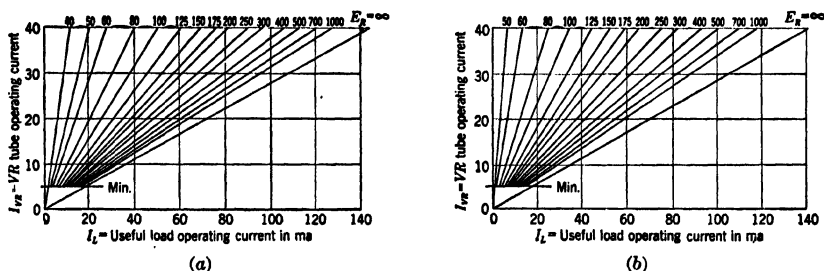 40 50 60 80 100 125 150 175 200 250 300 400 500 700 1000 E_R=∞
I_VR–VR tube operating current
40
30
20
10
0
Min.
0 20 40 60 80 100 120 140
I_L= Useful load operating current in ma
(a)
50 60 80 100 125 150 175 200 250 300 400 500 700 1000 E_R=∞
I_VR=VR tube operating current
40
30
20
10
0
Min.
0 20 40 60 80 100 120 140
I_L= Useful load operating current in ma
(b)